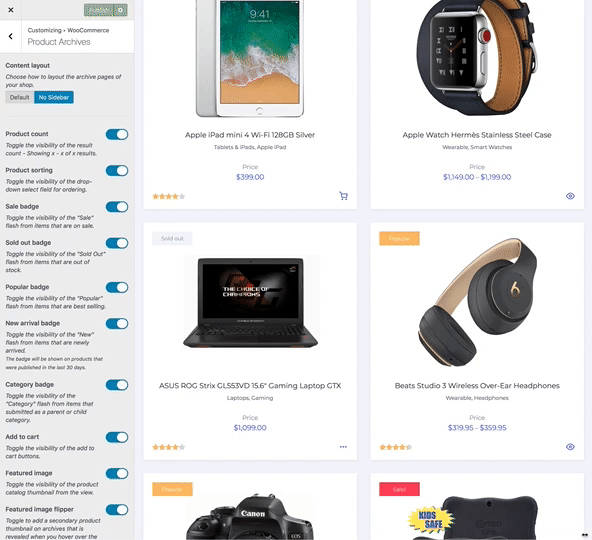 Customizing • WooCommerce
Product Archives
Content layout
Choose how to layout the archive pages of
your shop.
Default
No Sidebar
Product count
Toggle the visibility of the result
count - Showing x - x of x results.
Product sorting
Toggle the visibility of the drop-
down select field for ordering.
Sale badge
Toggle the visibility of the "Sale"
flash from items that are on sale.
Sold out badge
Toggle the visibility of the "Sold Out"
flash from items that are out of
stock.
Popular badge
Toggle the visibility of the "Popular"
flash from items that are best selling.
New arrival badge
Toggle the visibility of the "New"
flash from items that are newly
arrived.
The badge will be shown on products that
were published in the last 30 days.
Category badge
Toggle the visibility of the
"Category" flash from items that
submitted as a parent or child
category.
Add to cart
Toggle the visibility of the add to
cart buttons.
Featured image
Toggle the visibility of the product
catalog thumbnail from the view.
Featured image flipper
Toggle to add a secondary product
thumbnail on archives that is
revealed when you hover over the
9:41
Apple iPad mini 4 Wi-Fi 128GB Silver
Tablets & iPads, Apple iPad
Price
$399.00
Apple Watch Hermès Stainless Steel Case
Wearable, Smart Watches
Price
$1,149.00 - $1,199.00
Sold out
THE CHOICE OF
CHAMPIONS
ASUS ROG Strix GL553VD 15.6" Gaming Laptop GTX
Laptops, Gaming
Price
$1,099.00
Popular
Beats Studio 3 Wireless Over-Ear Headphones
Wearable, Headphones
Price
$319.95 - $359.95
Popular
Canon
EOS
Sale!
KIDS
SAFE